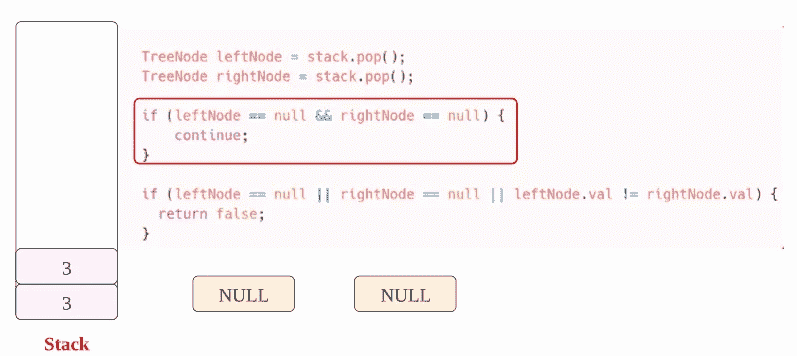 TreeNode leftNode = stack.pop();
TreeNode rightNode = stack.pop();
if (leftNode == null && rightNode == null) {
continue;
}
if (leftNode == null || rightNode == null || leftNode.val != rightNode.val) {
return false;
}
3
3
NULL NULL
Stack